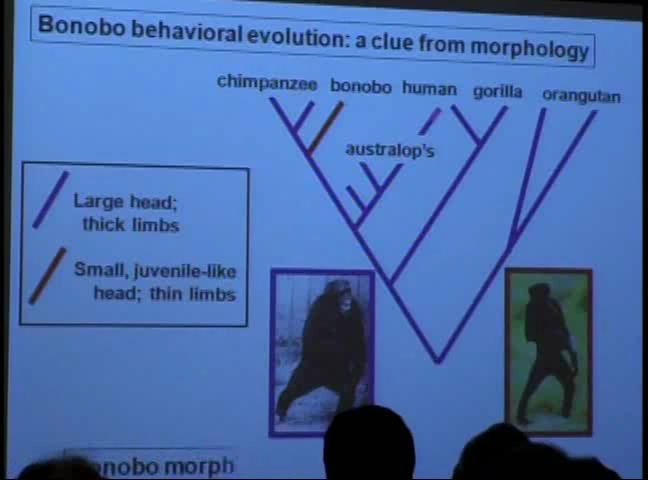 Bonobo behavioral evolution: a clue from morphology
chimpanzee bonobo human gorilla orangutan
australop's
Large head;
thick limbs
Small, juvenile-like
head; thin limbs
onobo morph